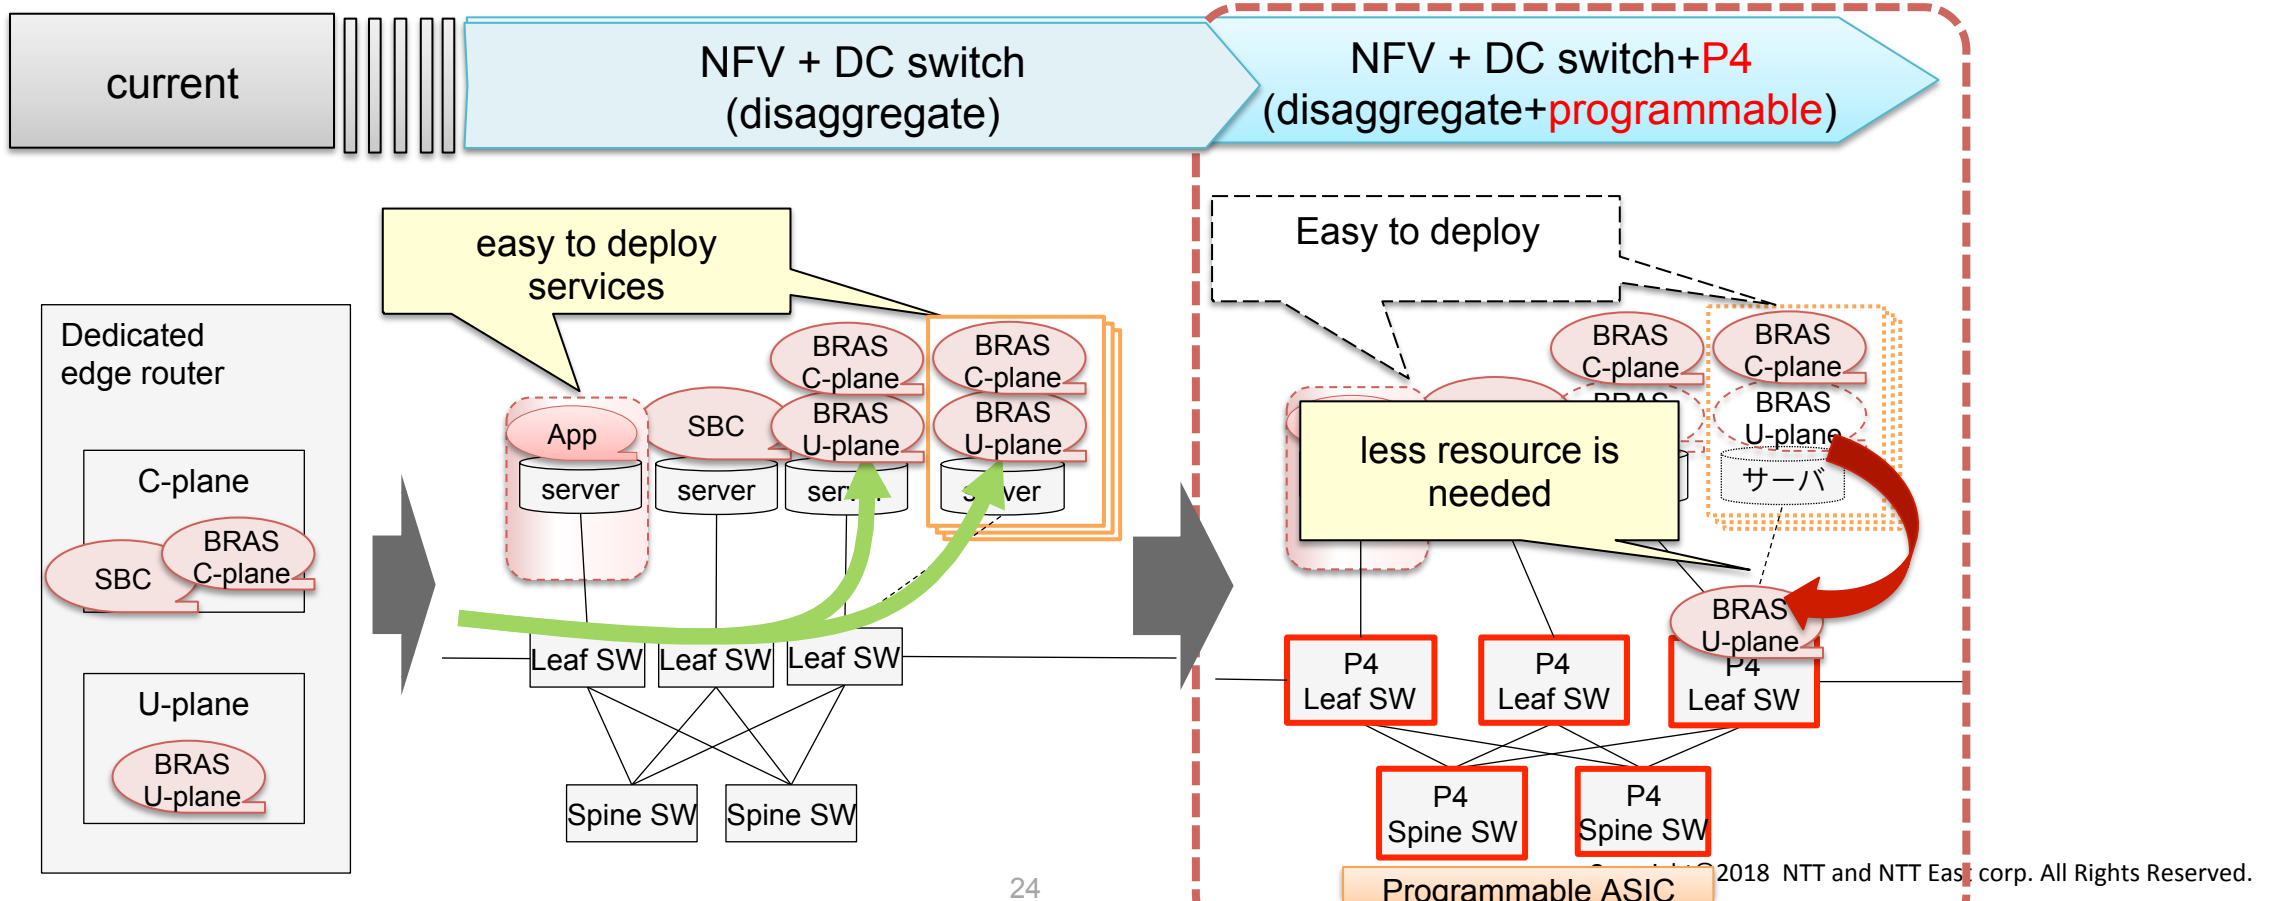 current
NFV + DC switch
(disaggregate)
NFV + DC switch+P4
(disaggregate+programmable)
easy to deploy
services
Easy to deploy
Dedicated
edge router
C-plane
SBC
BRAS
C-plane
U-plane
BRAS
U-plane
App
server
SBC
server
BRAS
C-plane
BRAS
U-plane
server
BRAS
C-plane
BRAS
U-plane
server
Leaf SW
Leaf SW
Leaf SW
Spine SW
Spine SW
BRAS
C-plane
BRAS
BRAS
C-plane
BRAS
U-plane
サーバ
less resource is
needed
BRAS
U-plane
P4
Leaf SW
P4
Leaf SW
P4
Leaf SW
P4
Spine SW
P4
Spine SW
Programmable ASIC
2018 NTT and NTT East corp. All Rights Reserved.
24